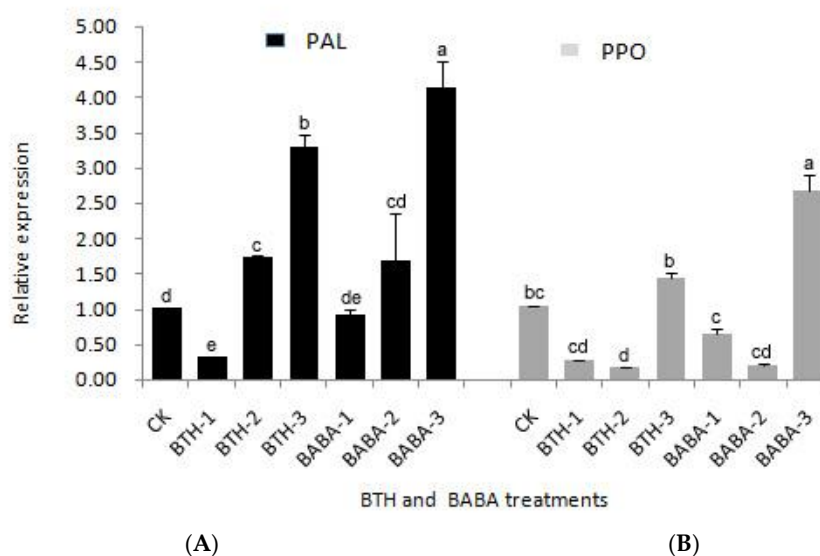 5.00
4.50
4.00
3.50
3.00
2.50
2.00
1.50
1.00
0.50
0.00
Relative expression
PAL
PPO
d
e
c
b
de
cd
a
bc
cd
d
b
c
cd
a
CK
BTH-1
BTH-2
BTH-3
BABA-1
BABA-2
BABA-3
CK
BTH-1
BTH-2
BTH-3
BABA-1
BABA-2
BABA-3
BTH and BABA treatments
(A) (B)